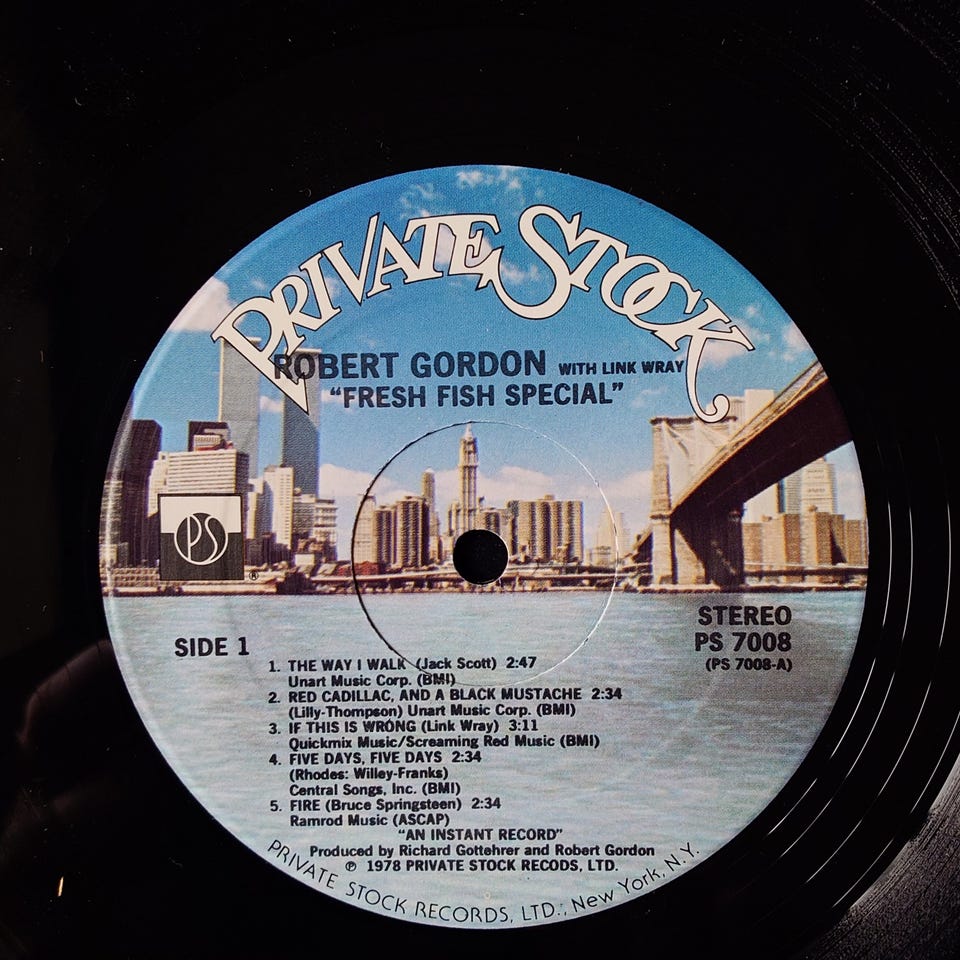 PRIVATE STOCK
ROBERT GORDON WITH LINK WRAY
"FRESH FISH SPECIAL"
PS
®
STEREO
PS 7008
(PS 7008-A)
SIDE 1
1. THE WAY I WALK (Jack Scott) 2:47
Unart Music Corp. (BMI)
2. RED CADILLAC, AND A BLACK MUSTACHE 2:34
(Lilly-Thompson) Unart Music Corp. (BMI)
3. IF THIS IS WRONG (Link Wray) 3:11
Quickmix Music/Screaming Red Music (BMI)
4. FIVE DAYS, FIVE DAYS 2:34
(Rhodes: Willey-Franks)
Central Songs, Inc. (BMI)
5. FIRE (Bruce Springsteen) 2:34
Ramrod Music (ASCAP)
"AN INSTANT RECORD"
Produced by Richard Gottehrer and Robert Gordon
℗ 1978 PRIVATE STOCK RECODS, LTD.
PRIVATE STOCK RECORDS, LTD., New York, N.Y.